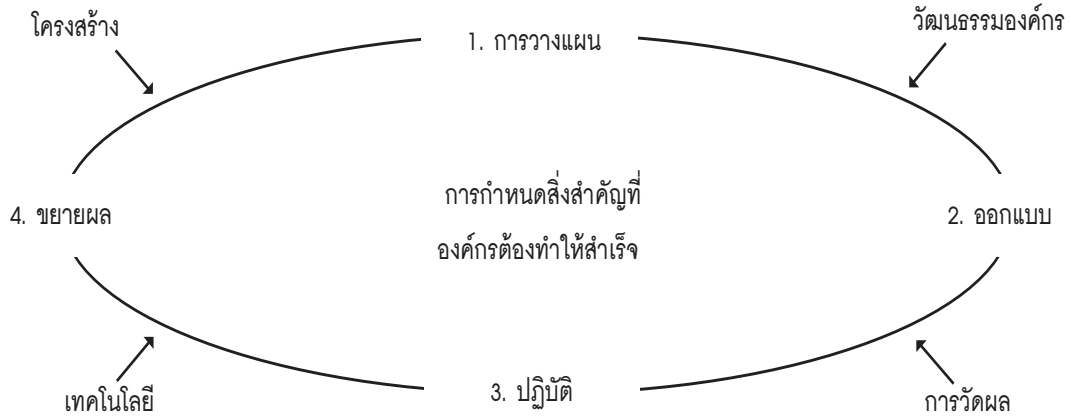 โครงสร้าง
1. การวางแผน
วัฒนธรรมองค์กร
การกำหนดสิ่งสำคัญที่
องค์กรต้องทำให้สำเร็จ
4. ขยายผล
2. ออกแบบ
เทคโนโลยี
3. ปฏิบัติ
การวัดผล